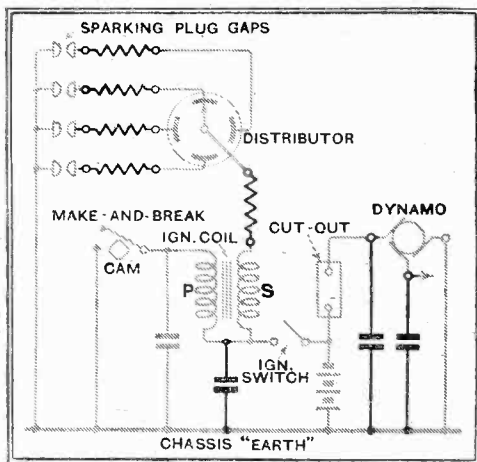 SPARKING PLUG GAPS
DISTRIBUTOR
MAKE-AND-BREAK
IGN. COIL
CUT-OUT
DYNAMO
CAM
P
S
IGN.
SWITCH
CHASSIS "EARTH"